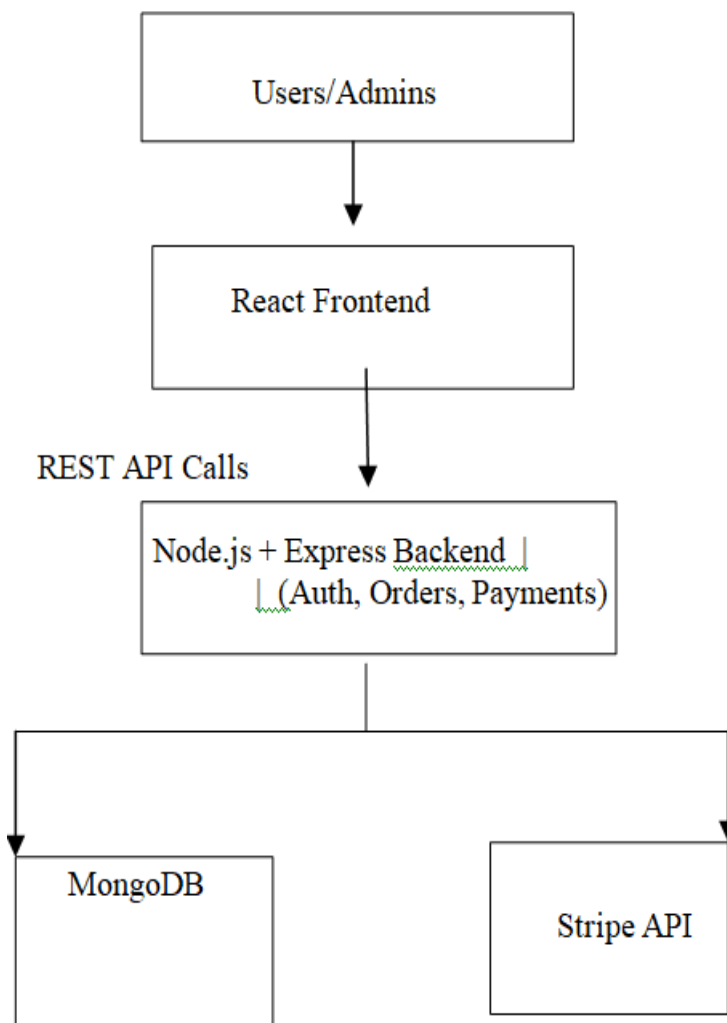 Users/Admins
React Frontend
REST API Calls
Node.js + Express Backend |
| (Auth, Orders, Payments)
MongoDB
Stripe API